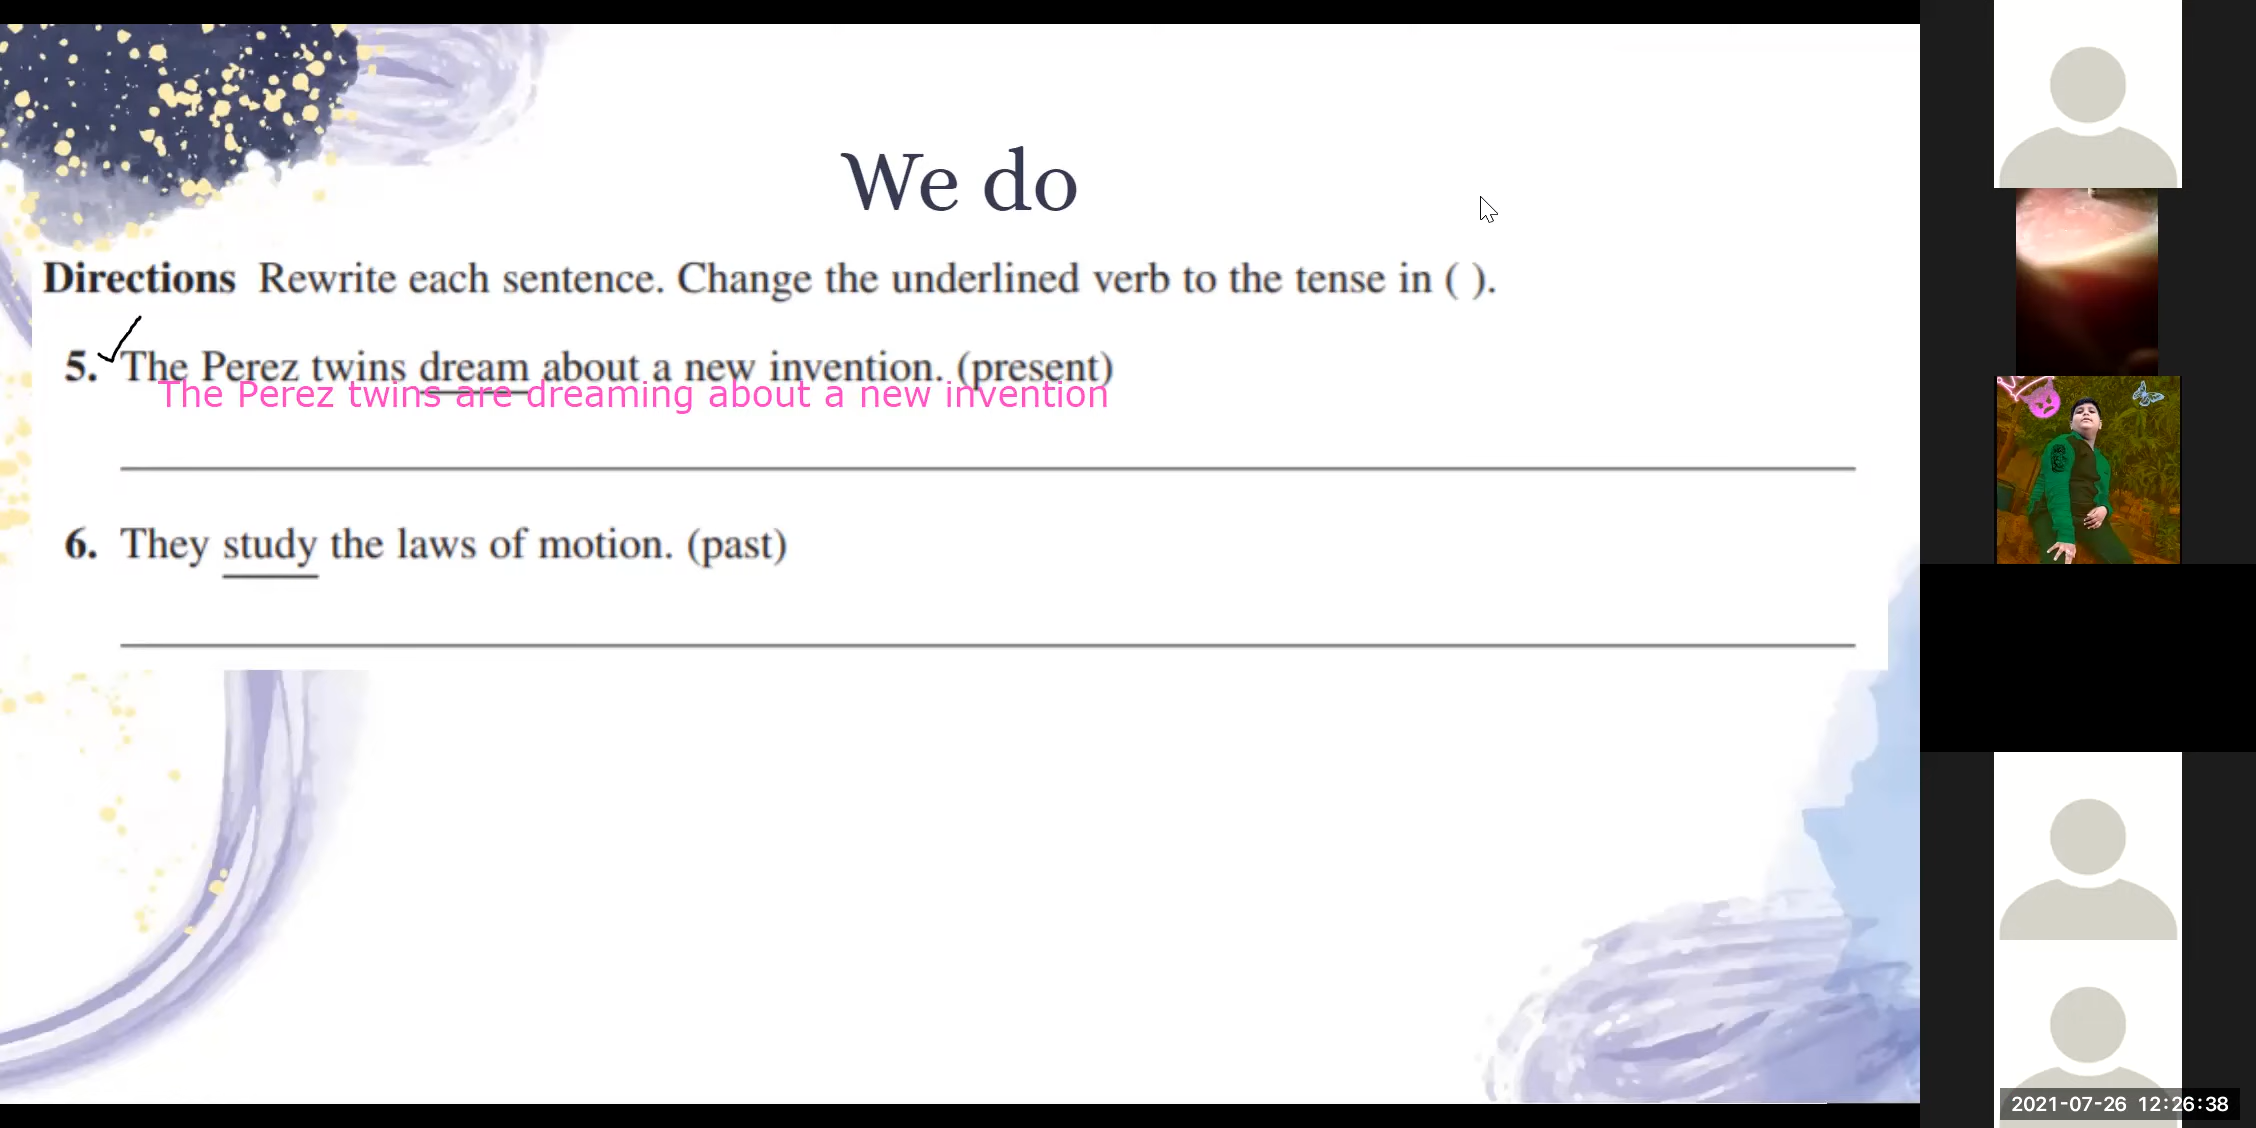 We do
Directions Rewrite each sentence. Change the underlined verb to the tense in ( ).
5. The Perez twins dream about a new invention. (present)
The Perez twins are dreaming about a new invention
6. They study the laws of motion. (past)
2021-07-26 12:26:38